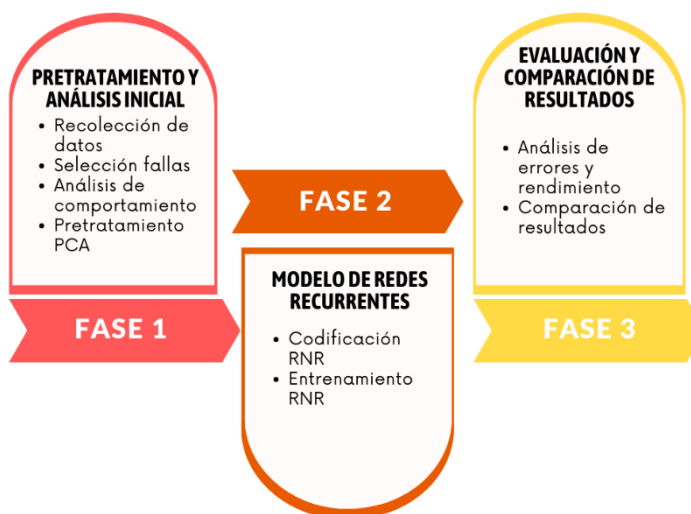 PRETRATAMIENTO Y
ANÁLISIS INICIAL
• Recolección de
datos
• Selección fallas
• Análisis de
comportamiento
• Pretratamiento
PCA
FASE 1
FASE 2
MODELO DE REDES
RECURRENTES
• Codificación
RNR
• Entrenamiento
RNR
EVALUACIÓN Y
COMPARACIÓN DE
RESULTADOS
• Análisis de
errores y
rendimiento
• Comparación de
resultados
FASE 3